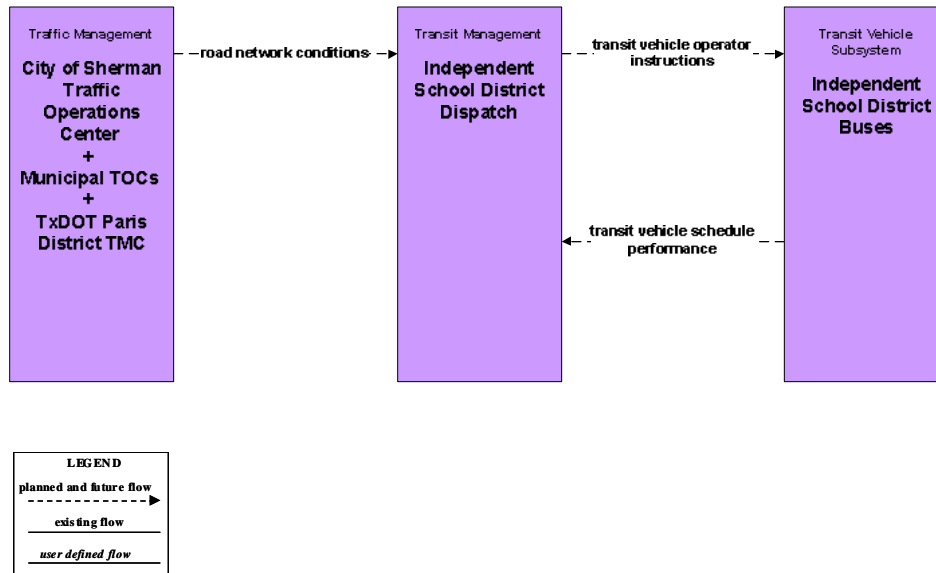 Traffic Management
City of Sherman
Traffic
Operations
Center
+
Municipal TOCs
+
TxDOT Paris
District TMC
road network conditions
Transit Management
Independent
School District
Dispatch
transit vehicle operator
instructions
Transit Vehicle
Subsystem
Independent
School District
Buses
transit vehicle schedule
performance
LEGEND
planned and future flow
existing flow
user defined flow